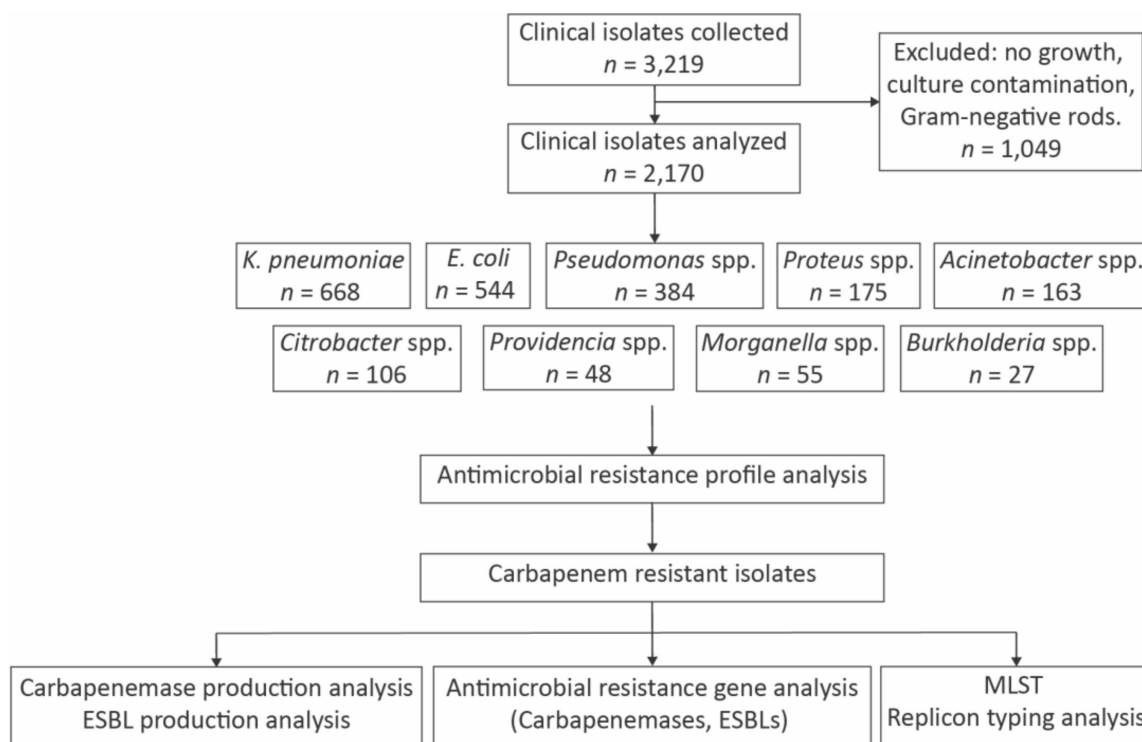 Clinical isolates collected
n = 3,219
Excluded: no growth,
culture contamination,
Gram-negative rods.
n = 1,049
Clinical isolates analyzed
n = 2,170
K. pneumoniae
n = 668
E. coli
n = 544
Pseudomonas spp.
n = 384
Proteus spp.
n = 175
Acinetobacter spp.
n = 163
Citrobacter spp.
n = 106
Providencia spp.
n = 48
Morganella spp.
n = 55
Burkholderia spp.
n = 27
Antimicrobial resistance profile analysis
Carbapenem resistant isolates
Carbapenemase production analysis
ESBL production analysis
Antimicrobial resistance gene analysis
(Carbapenemases, ESBLs)
MLST
Replicon typing analysis